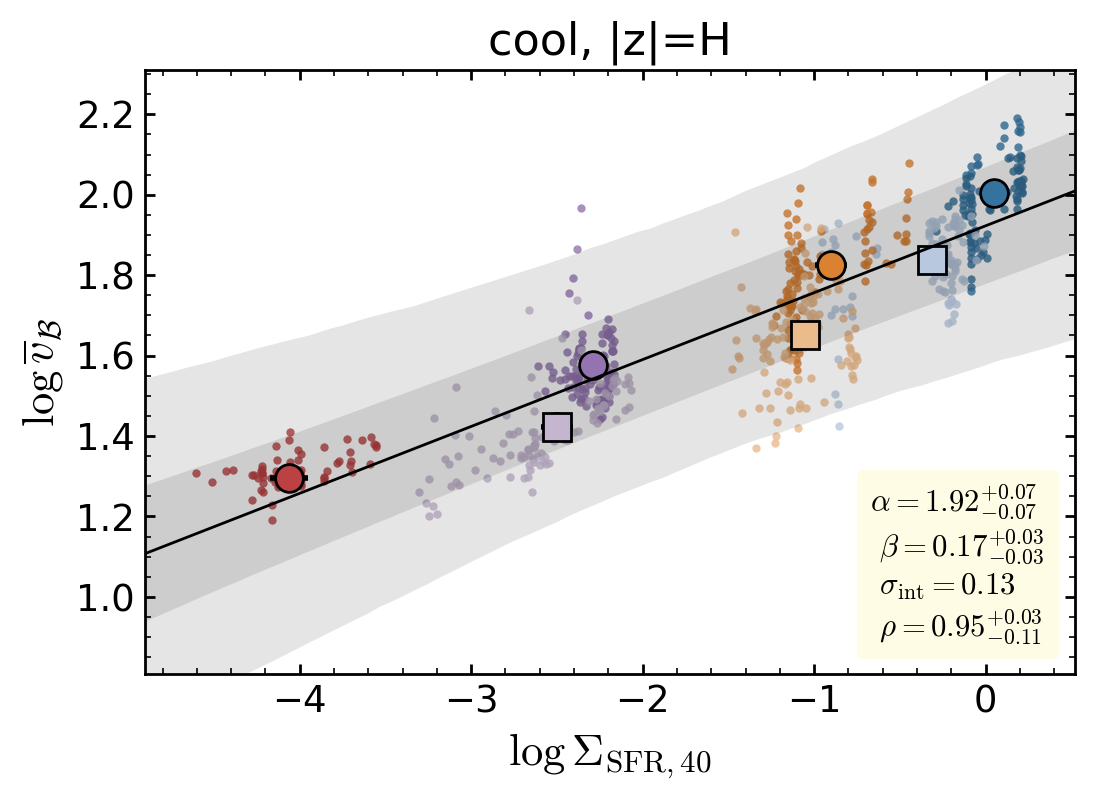 cool, |z|=H
log v̅_ℬ
2.2
2.0
1.8
1.6
1.4
1.2
1.0
α = 1.92^{+0.07}_{−0.07}
β = 0.17^{+0.03}_{−0.03}
σ_int = 0.13
ρ = 0.95^{+0.03}_{−0.11}
−4 −3 −2 −1 0
log Σ_{SFR, 40}